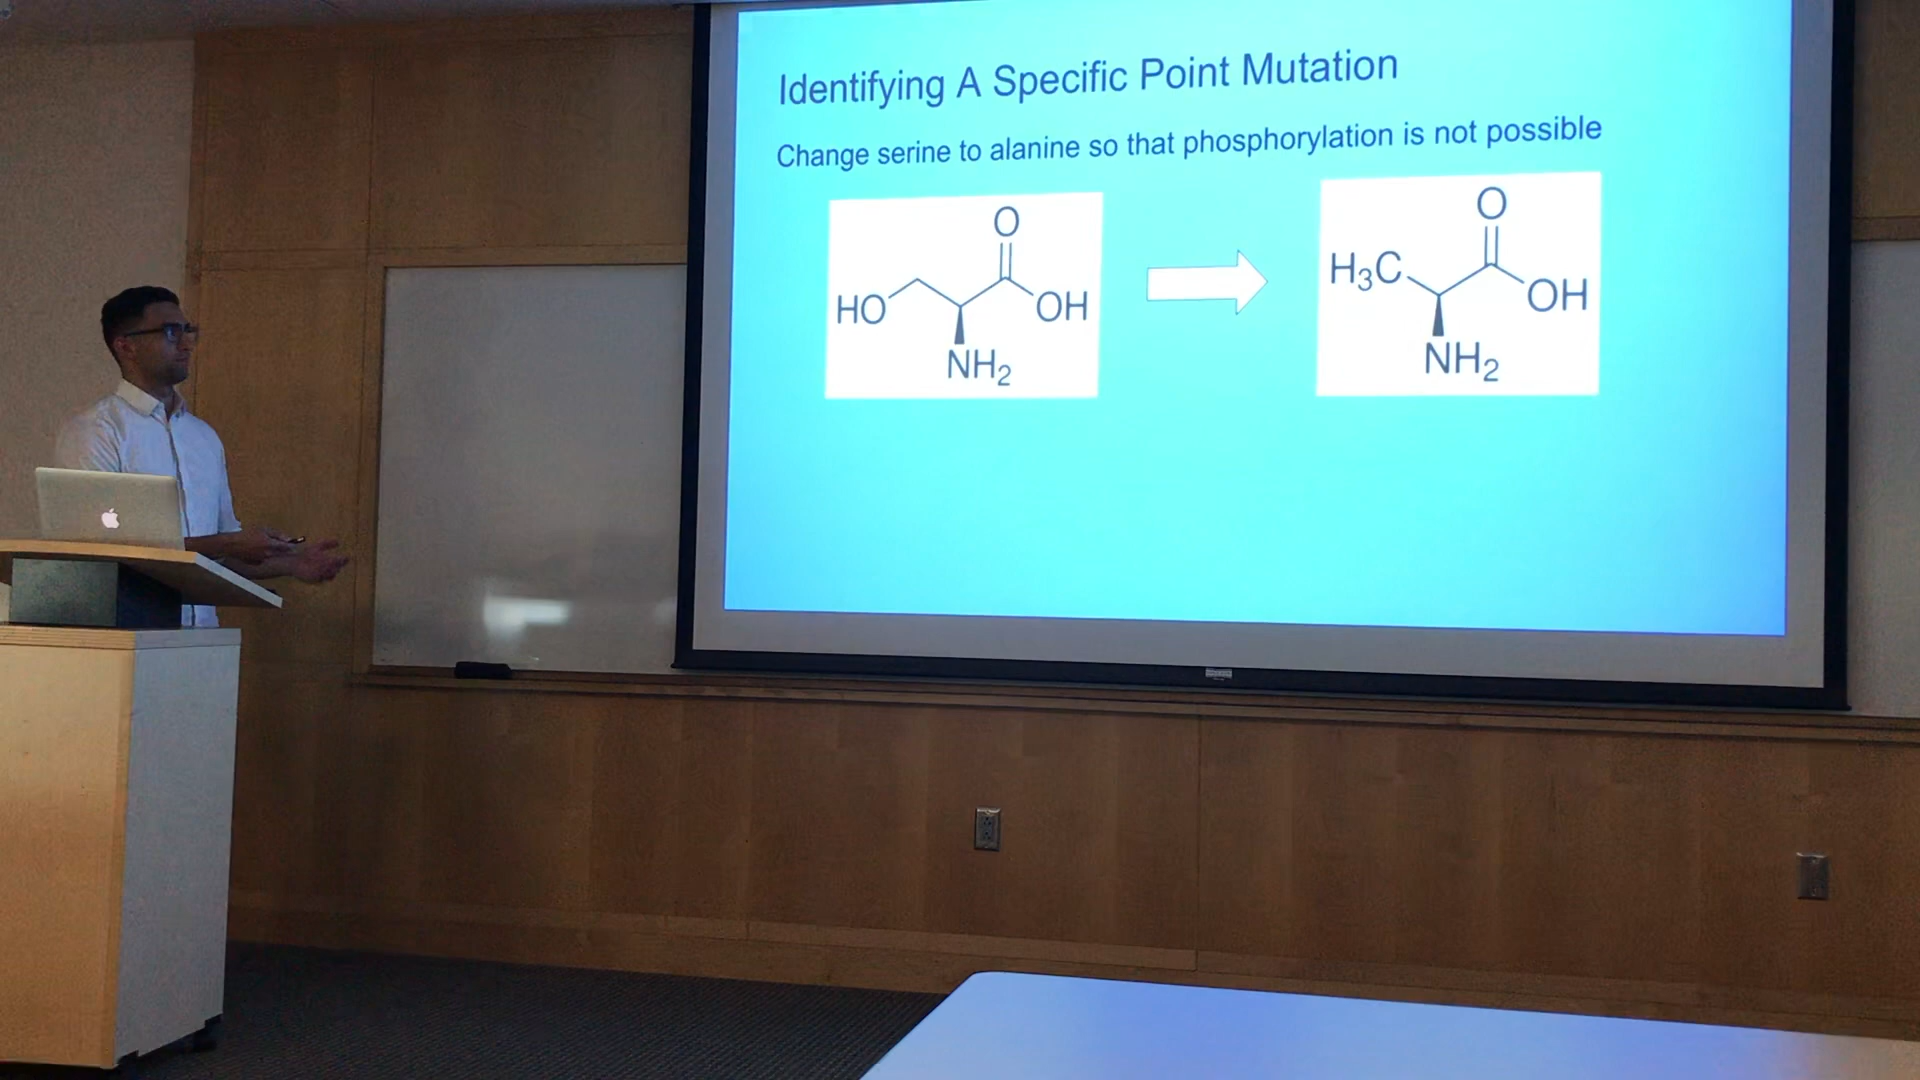 Identifying A Specific Point Mutation
Change serine to alanine so that phosphorylation is not possible
O
HO
OH
NH₂
O
H₃C
OH
NH₂